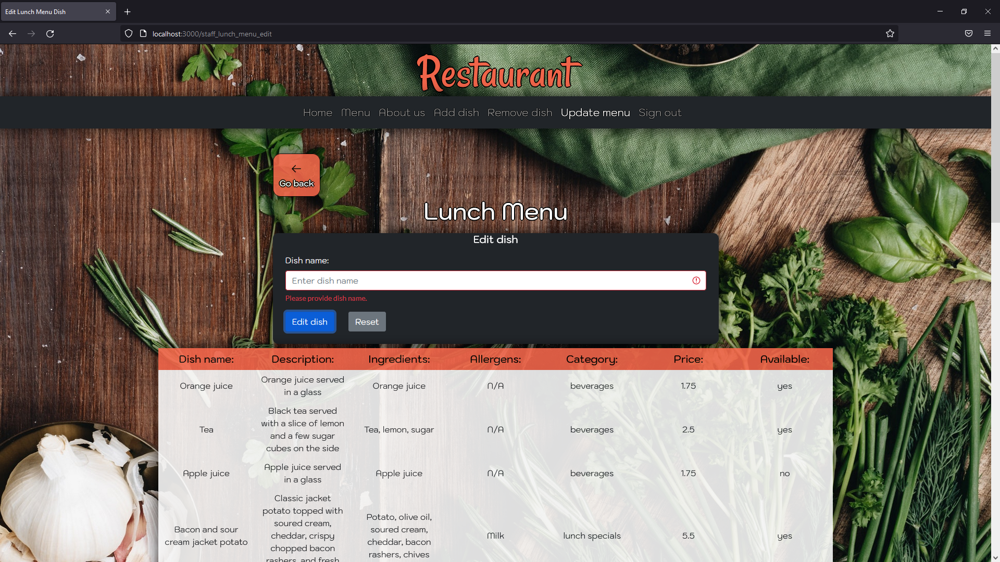 Edit Lunch Menu Dish
localhost:3000/staff_lunch_menu_edit
Restaurant
Home Menu About us Add dish Remove dish Update menu Sign out
Go back
Lunch Menu
Edit dish
Dish name:
Enter dish name
Please provide dish name.
Edit dish Reset
Dish name: Description: Ingredients: Allergens: Category: Price: Available:
Orange juice served
Orange juice Orange juice N/A beverages 1.75 yes
in a glass
Black tea served
with a slice of lemon
Tea Tea, lemon, sugar N/A beverages 2.5 yes
and a few sugar
cubes on the side
Apple juice served
Apple juice Apple juice N/A beverages 1.75 no
in a glass
Classic jacket
potato topped with
Potato, olive oil,
soured cream,
Bacon and sour soured cream,
cheddar, crispy Milk lunch specials 5.5 yes
cream jacket potato cheddar, bacon
chopped bacon
rashers, chives
rashers, and fresh